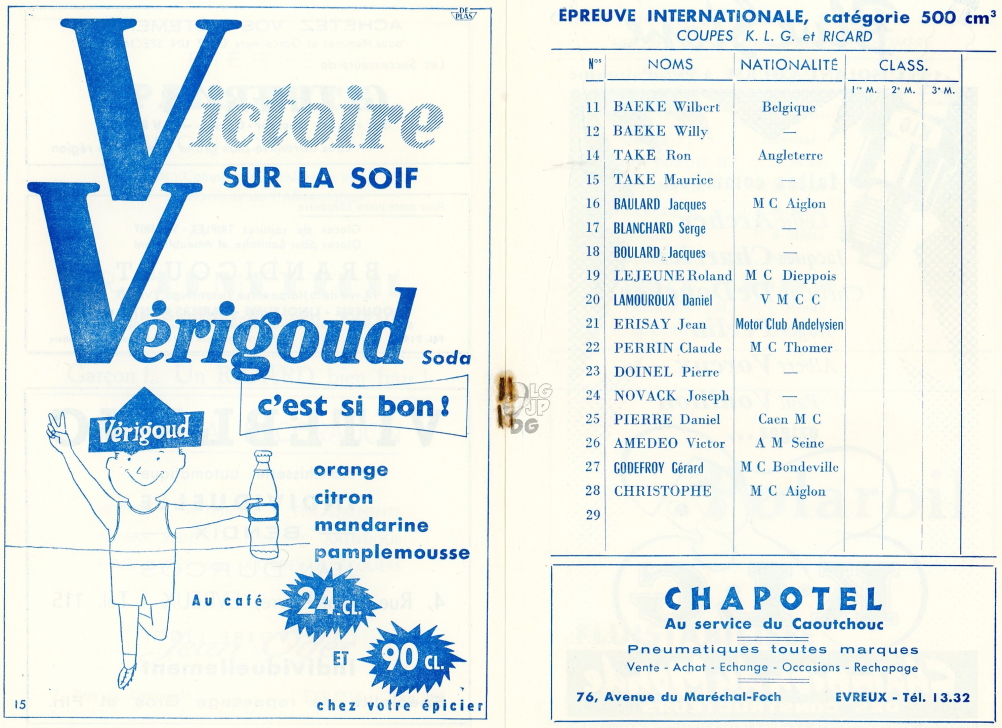 DE
PLAS
Victoire
SUR LA SOIF
Vérigoud
Soda
c'est si bon !
Vérigoud
orange
citron
mandarine
pamplemousse
Au café 24 CL.
ET 90 CL.
chez votre épicier
15
EPREUVE INTERNATIONALE, catégorie 500 cm³
COUPES K. L. G. et RICARD
Nos NOMS NATIONALITÉ CLASS.
1re M. 2e M. 3e M.
11 BAEKE Wilbert Belgique
12 BAEKE Willy —
14 TAKE Ron Angleterre
15 TAKE Maurice —
16 BAULARD Jacques M C Aiglon
17 BLANCHARD Serge —
18 BOULARD Jacques —
19 LEJEUNE Roland M C Dieppois
20 LAMOUROUX Daniel V M C C
21 ERISAY Jean Motor Club Andelysien
22 PERRIN Claude M C Thomer
23 DOINEL Pierre —
24 NOVACK Joseph —
25 PIERRE Daniel Caen M C
26 AMEDEO Victor A M Seine
27 GODEFROY Gérard M C Bondeville
28 CHRISTOPHE M C Aiglon
29
LG
JP
DG
CHAPOTEL
Au service du Caoutchouc
Pneumatiques toutes marques
Vente - Achat - Echange - Occasions - Rechapage
76, Avenue du Maréchal-Foch EVREUX - Tél. 13.32